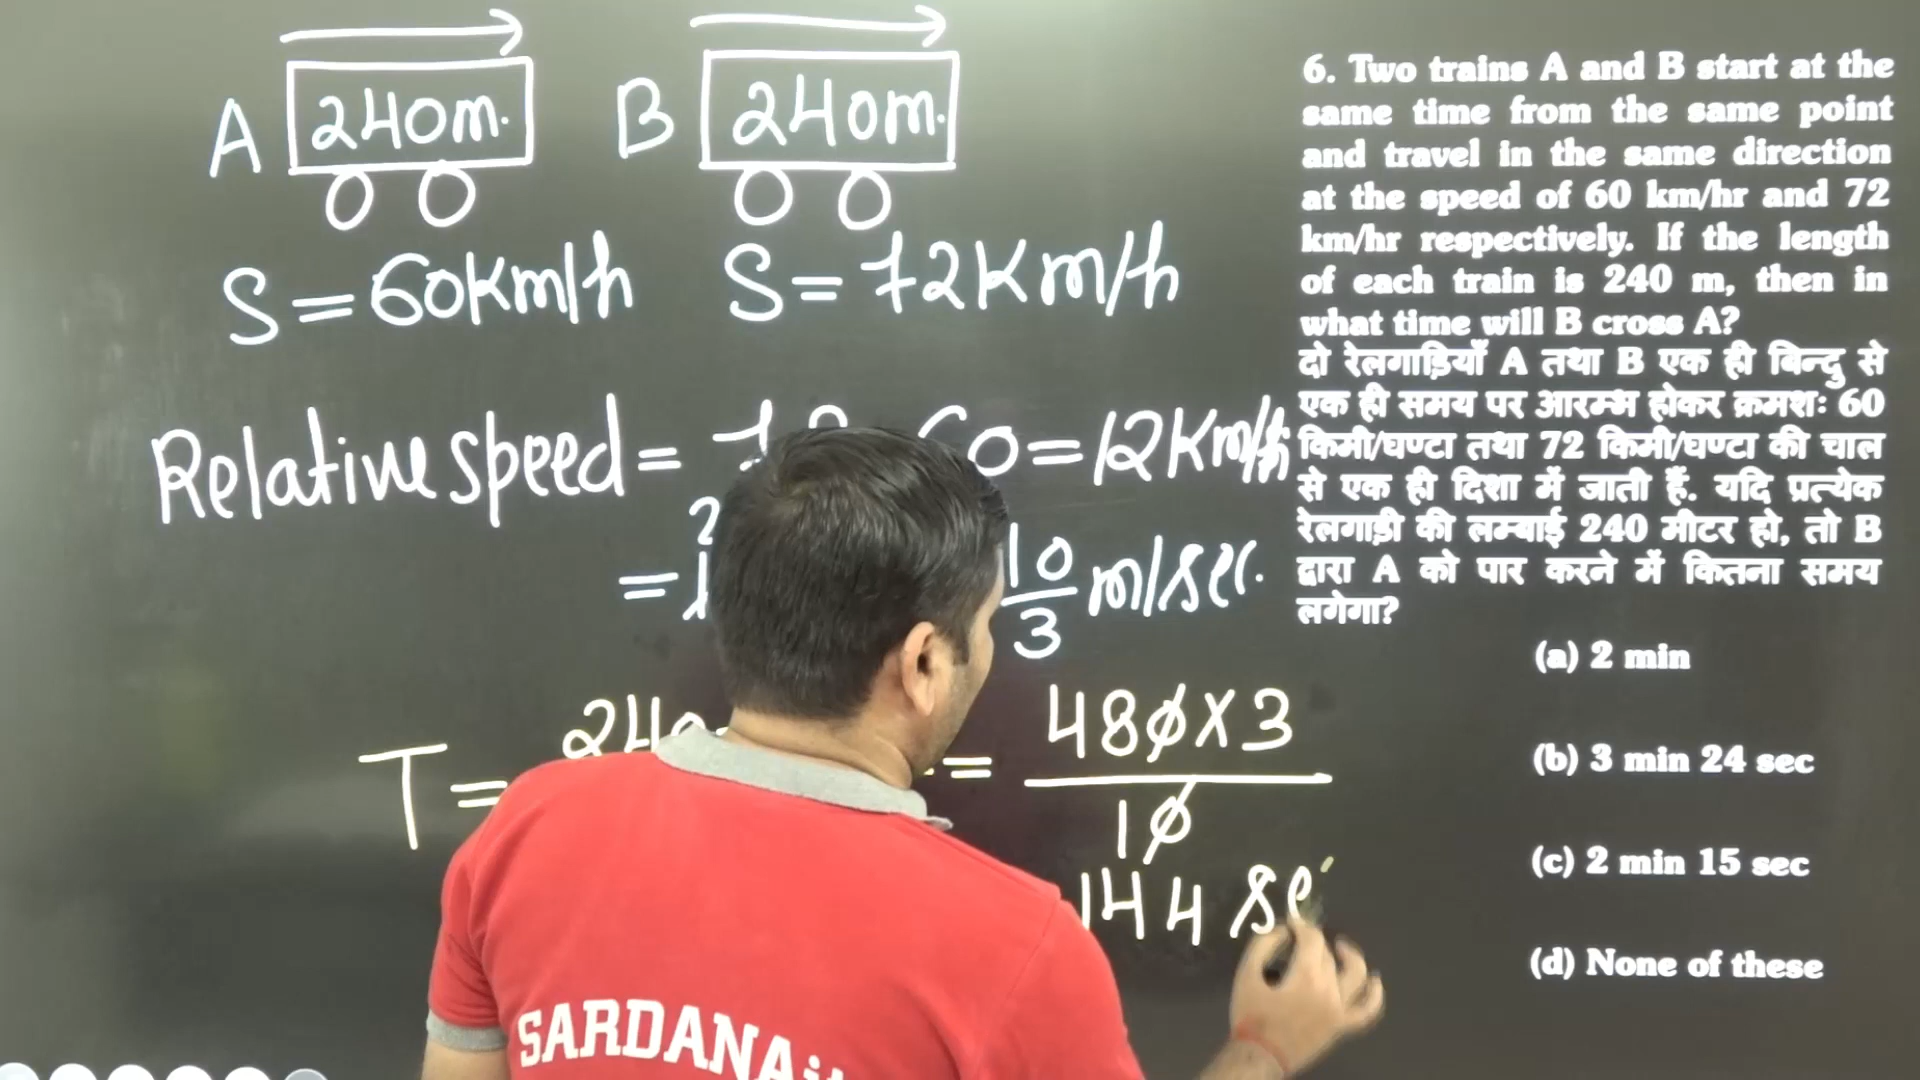 A 240m. B 240m.
S=60Km/h S=72Km/h
Relative speed = 60=12Km/h
= 10/3 m/sec.
T= 240 = 480x3
10
144 se
6. Two trains A and B start at the
same time from the same point
and travel in the same direction
at the speed of 60 km/hr and 72
km/hr respectively. If the length
of each train is 240 m, then in
what time will B cross A?
दो रेलगाड़ियाँ A तथा B एक ही बिन्दु से
एक ही समय पर आरम्भ होकर क्रमशः 60
किमी/घण्टा तथा 72 किमी/घण्टा की चाल
से एक ही दिशा में जाती हैं. यदि प्रत्येक
रेलगाड़ी की लम्बाई 240 मीटर हो, तो B
द्वारा A को पार करने में कितना समय
लगेगा?
(a) 2 min
(b) 3 min 24 sec
(c) 2 min 15 sec
(d) None of these